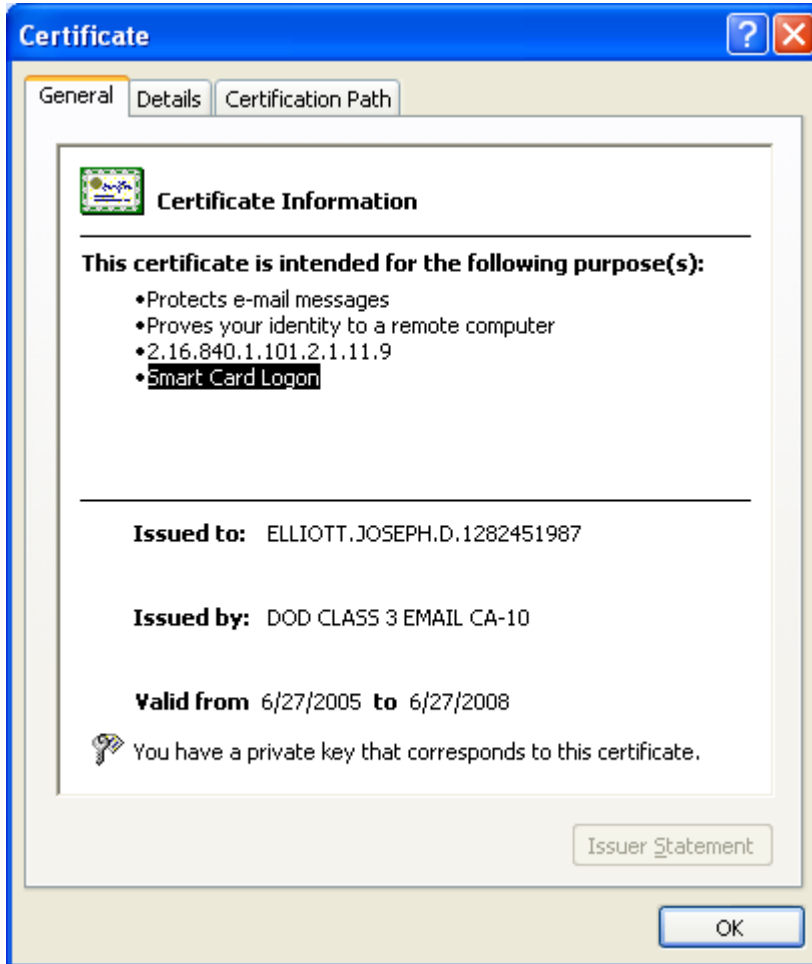 Certificate
General Details Certification Path
Certificate Information
This certificate is intended for the following purpose(s):
•Protects e-mail messages
•Proves your identity to a remote computer
•2.16.840.1.101.2.1.11.9
•Smart Card Logon
Issued to: ELLIOTT.JOSEPH.D.1282451987
Issued by: DOD CLASS 3 EMAIL CA-10
Valid from 6/27/2005 to 6/27/2008
You have a private key that corresponds to this certificate.
Issuer Statement
OK